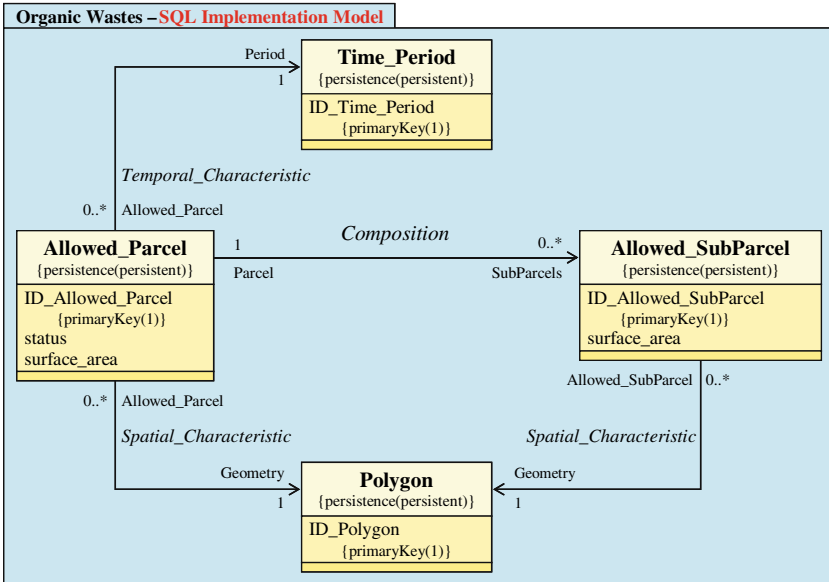 Organic Wastes –SQL Implementation Model
Period
1
Time_Period
{persistence(persistent)}
ID_Time_Period
{primaryKey(1)}
Temporal_Characteristic
0..* Allowed_Parcel
Allowed_Parcel
{persistence(persistent)}
ID_Allowed_Parcel
{primaryKey(1)}
status
surface_area
1
Parcel
Composition
0..*
SubParcels
Allowed_SubParcel
{persistence(persistent)}
ID_Allowed_SubParcel
{primaryKey(1)}
surface_area
0..* Allowed_Parcel
Spatial_Characteristic
Geometry
1
Allowed_SubParcel 0..*
Spatial_Characteristic
Geometry
1
Polygon
{persistence(persistent)}
ID_Polygon
{primaryKey(1)}